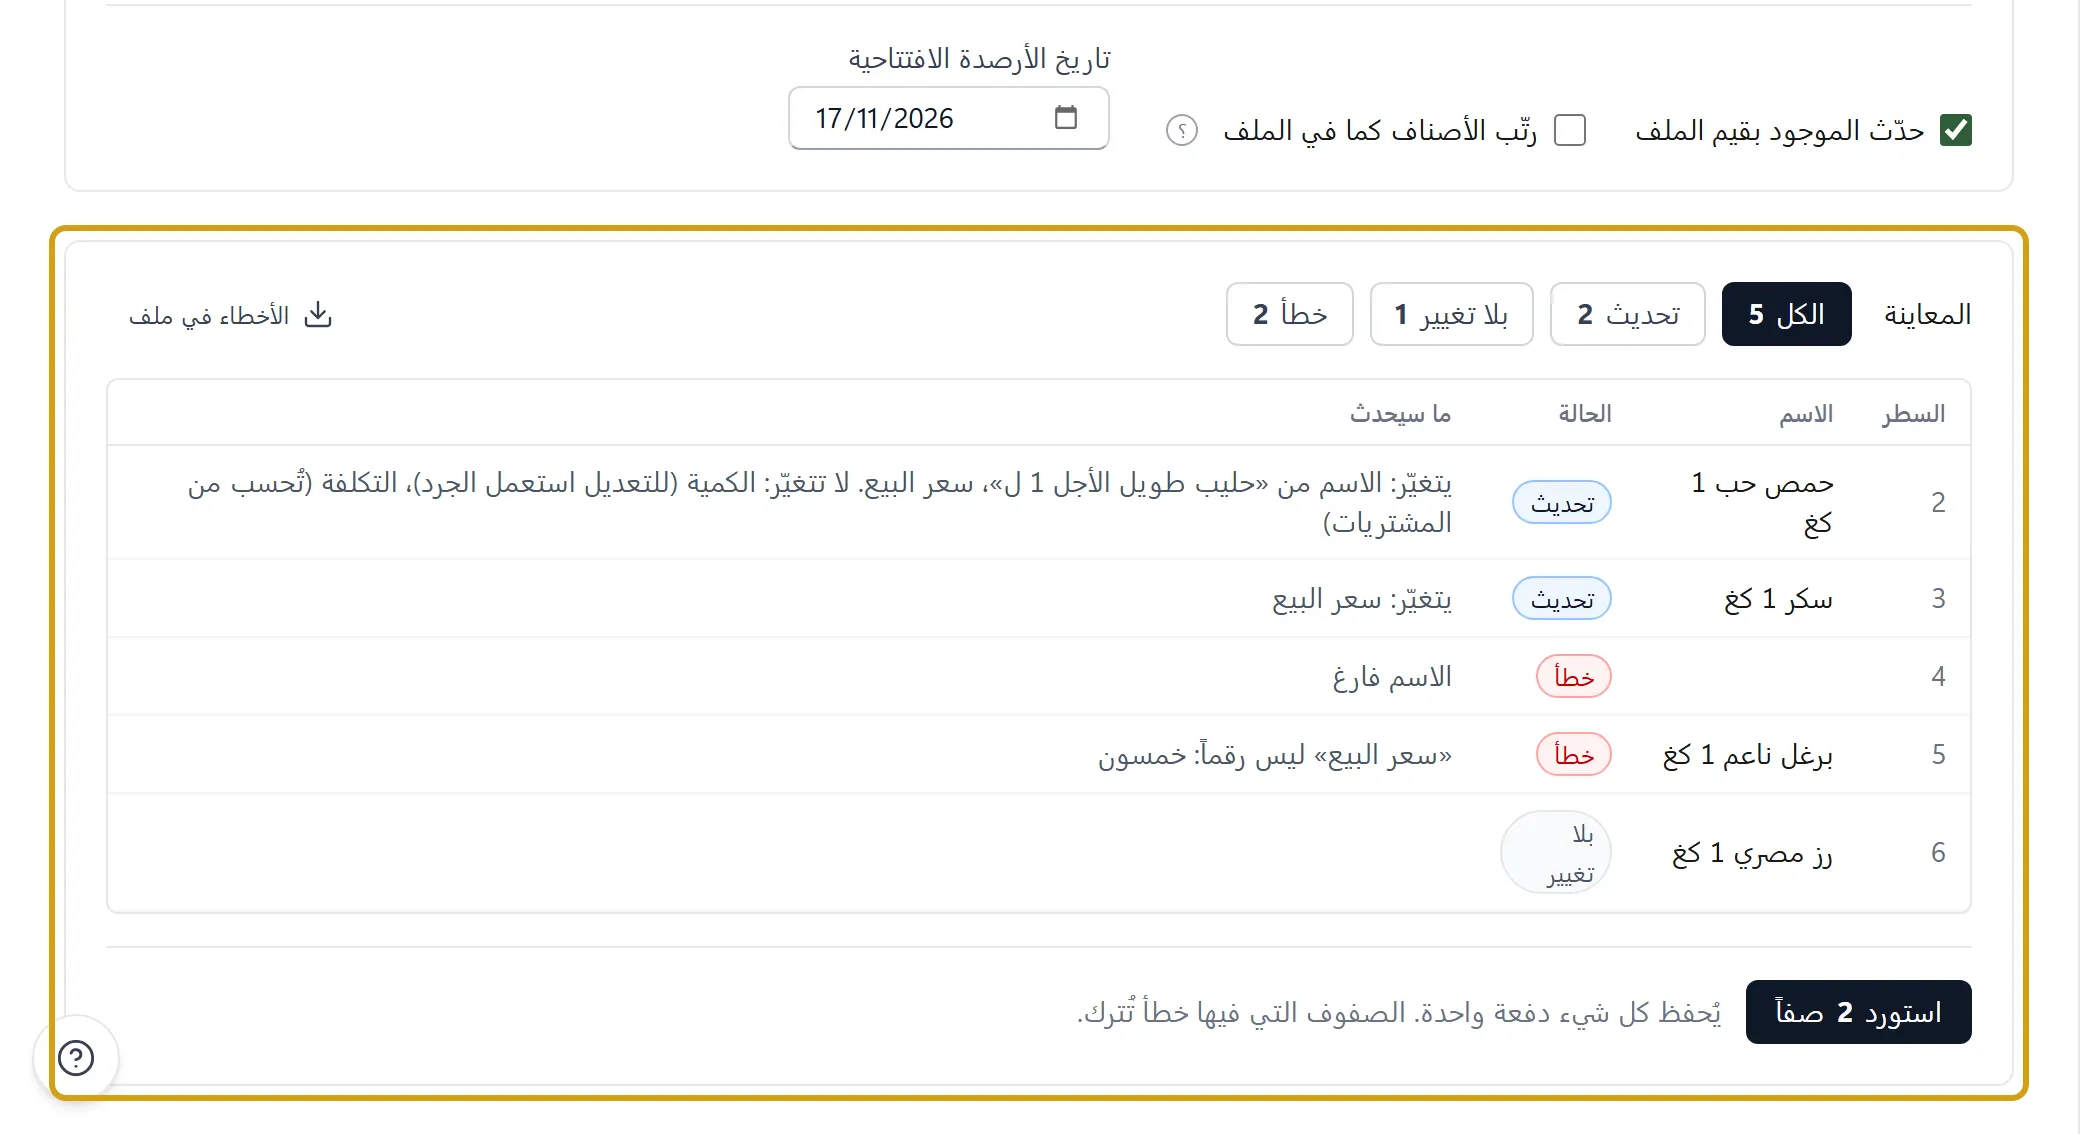 تاريخ الأرصدة الافتتاحية
حدّث الموجود بقيم الملف
رتّب الأصناف كما في الملف
؟
17/11/2026
المعاينة
الكل 5
تحديث 2
بلا تغيير 1
خطأ 2
الأخطاء في ملف
السطر الاسم الحالة ما سيحدث
2 حمص حب 1 كغ تحديث يتغيّر: الاسم من «حليب طويل الأجل 1 ل»، سعر البيع. لا تتغيّر: الكمية (للتعديل استعمل الجرد)، التكلفة (تُحسب من
المشتريات)
3 سكر 1 كغ تحديث يتغيّر: سعر البيع
4 خطأ الاسم فارغ
5 برغل ناعم 1 كغ خطأ «سعر البيع» ليس رقماً: خمسون
6 رز مصري 1 كغ بلا تغيير
استورد 2 صفاً
يُحفظ كل شيء دفعة واحدة. الصفوف التي فيها خطأ تُترك.
?